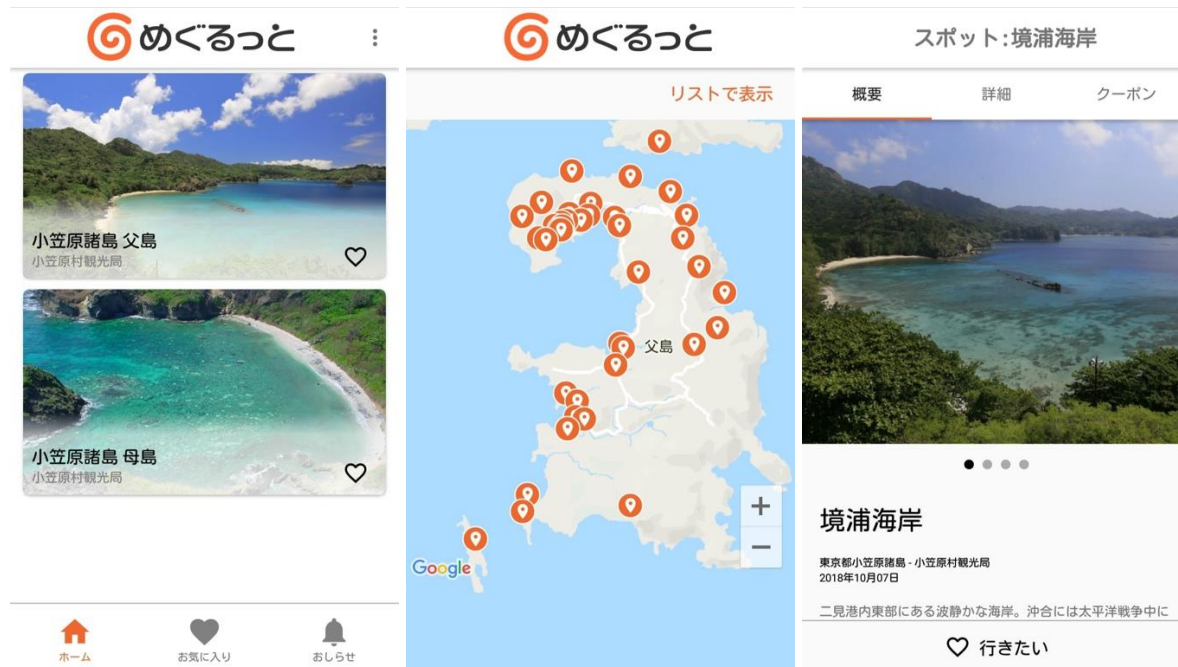 めぐるっと
小笠原諸島 父島
小笠原村観光局
小笠原諸島 母島
小笠原村観光局
ホーム
お気に入り
おしらせ
めぐるっと
リストで表示
父島
+
−
Google
スポット:境浦海岸
概要
詳細
クーポン
境浦海岸
東京都小笠原諸島 - 小笠原村観光局
2018年10月07日
二見港内東部にある波静かな海岸。沖合には太平洋戦争中に
行きたい